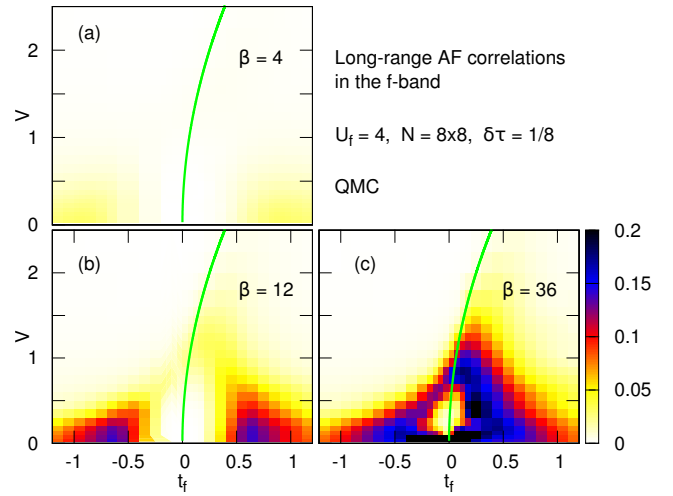 (a)
β = 4
2
1
0
V
Long-range AF correlations
in the f-band
U_f = 4, N = 8x8, δτ = 1/8
QMC
(b)
β = 12
2
1
0
V
-1 -0.5 0 0.5 1
t_f
(c)
β = 36
-1 -0.5 0 0.5 1
t_f
0.2
0.15
0.1
0.05
0